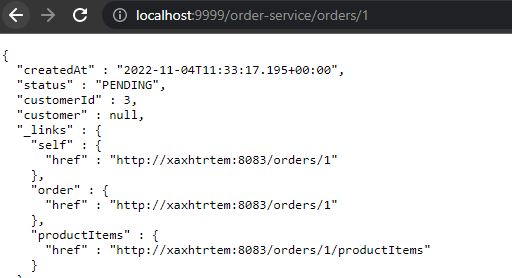 localhost:9999/order-service/orders/1
{
  "createdAt" : "2022-11-04T11:33:17.195+00:00",
  "status" : "PENDING",
  "customerId" : 3,
  "customer" : null,
  "_links" : {
    "self" : {
      "href" : "http://xaxhtrtem:8083/orders/1"
    },
    "order" : {
      "href" : "http://xaxhtrtem:8083/orders/1"
    },
    "productItems" : {
      "href" : "http://xaxhtrtem:8083/orders/1/productItems"
    }
  }